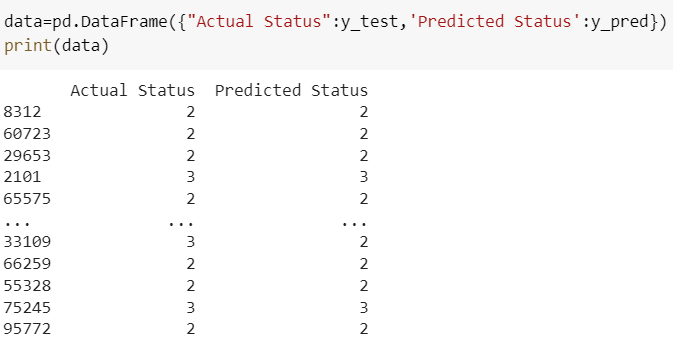 data=pd.DataFrame({"Actual Status":y_test,'Predicted Status':y_pred})
print(data)
Actual Status  Predicted Status
8312               2                 2
60723              2                 2
29653              2                 2
2101               3                 3
65575              2                 2
...              ...               ...
33109              3                 2
66259              2                 2
55328              2                 2
75245              3                 3
95772              2                 2